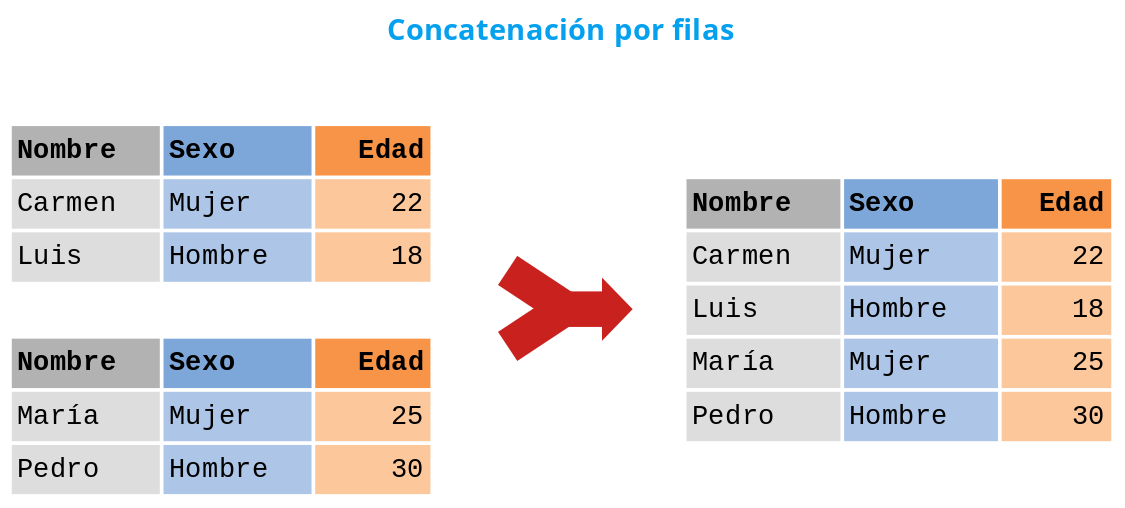 Concatenación por filas
Nombre Sexo Edad
Carmen Mujer 22
Luis Hombre 18
Nombre Sexo Edad
María Mujer 25
Pedro Hombre 30
Nombre Sexo Edad
Carmen Mujer 22
Luis Hombre 18
María Mujer 25
Pedro Hombre 30